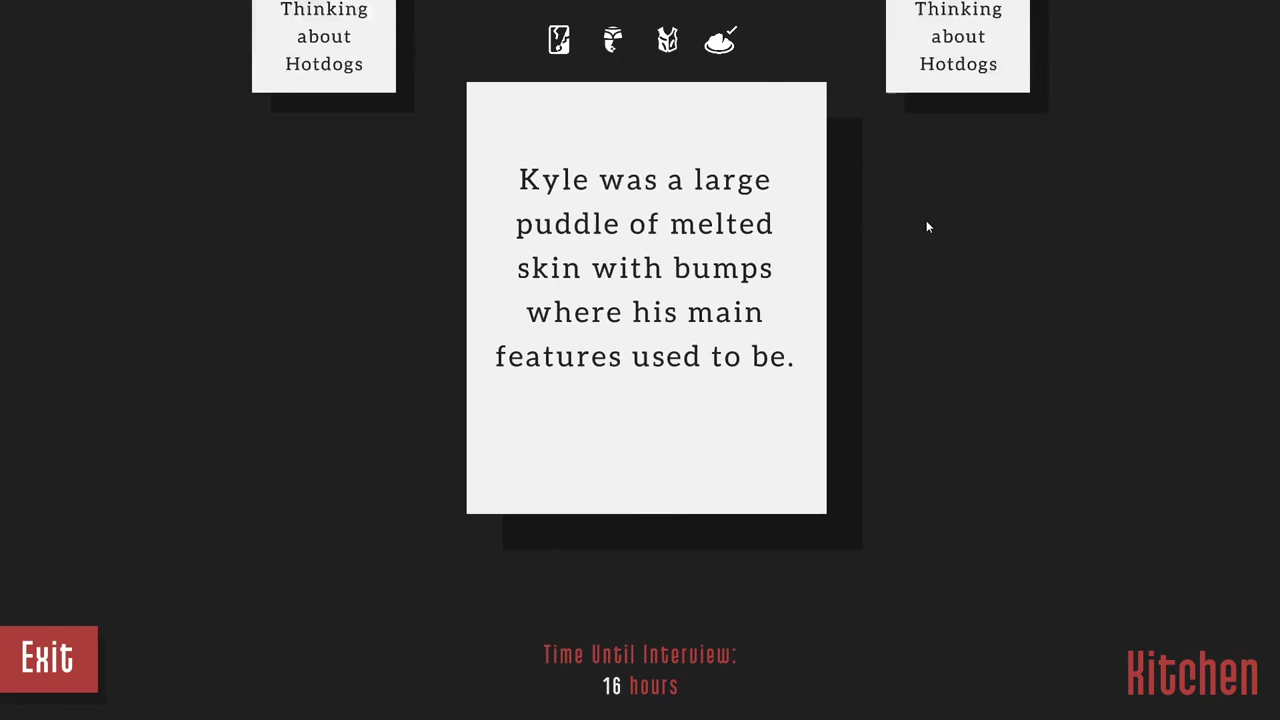 Thinking
about
Hotdogs
Thinking
about
Hotdogs
Kyle was a large
puddle of melted
skin with bumps
where his main
features used to be.
Exit
Time Until Interview:
16 hours
Kitchen